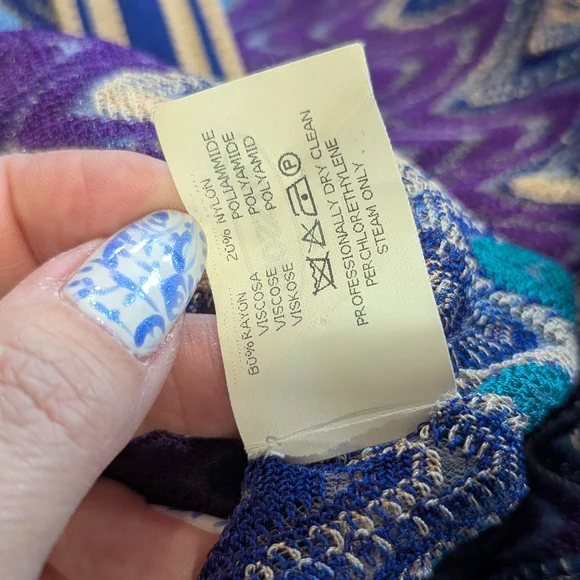 80% RAYON 20% NYLON
VISCOSA POLIAMMIDE
VISCOSE POLYAMIDE
VISKOSE POLYAMID
P
PROFESSIONALLY DRY CLEAN
PERCHLORETHYLENE
STEAM ONLY